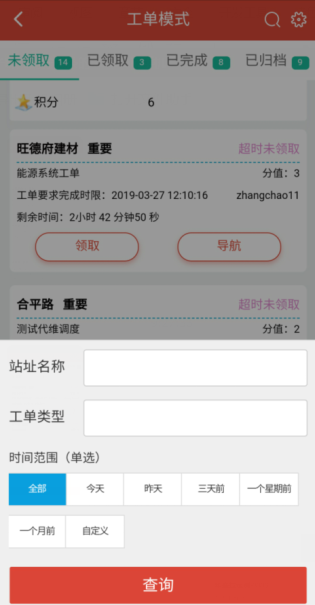 工单模式
未领取 14 已领取 3 已完成 8 已归档 9
积分 6
旺德府建材 重要 超时未领取
能源系统工单 分值：3
工单要求完成时限：2019-03-27 12:10:16 zhangchao11
剩余时间：2小时 42 分钟50 秒
领取 导航
合平路 重要 超时未领取
测试代维调度 分值：2
站址名称
工单类型
时间范围（单选）
全部 今天 昨天 三天前 一个星期前
一个月前 自定义
查询